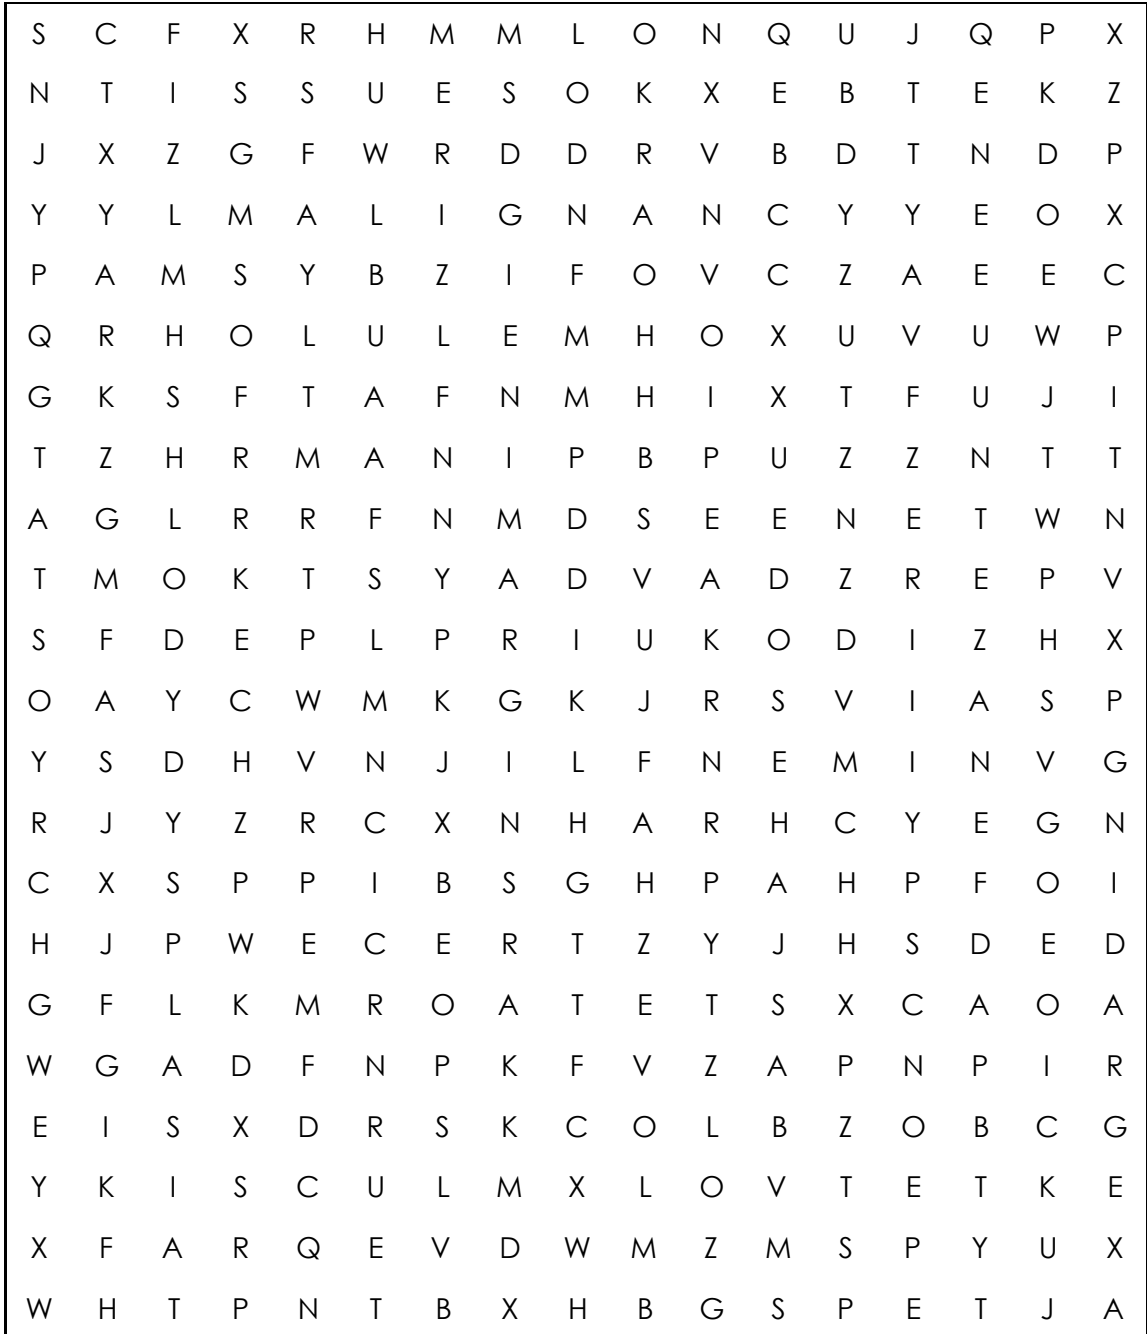 S C F X R H M M L O N Q U J Q P X
N T I S S U E S O K X E B T E K Z
J X Z G F W R D D R V B D T N D P
Y Y L M A L I G N A N C Y Y E O X
P A M S Y B Z I F O V C Z A E E C
Q R H O L U L E M H O X U V U W P
G K S F T A F N M H I X T F U J I
T Z H R M A N I P B P U Z Z N T T
A G L R R F N M D S E E N E T W N
T M O K T S Y A D V A D Z R E P V
S F D E P L P R I U K O D I Z H X
O A Y C W M K G K J R S V I A S P
Y S D H V N J I L F N E M I N V G
R J Y Z R C X N H A R H C Y E G N
C X S P P I B S G H P A H P F O I
H J P W E C E R T Z Y J H S D E D
G F L K M R O A T E T S X C A O A
W G A D F N P K F V Z A P N P I R
E I S X D R S K C O L B Z O B C G
Y K I S C U L M X L O V T E T K E
X F A R Q E V D W M Z M S P Y U X
W H T P N T B X H B G S P E T J A